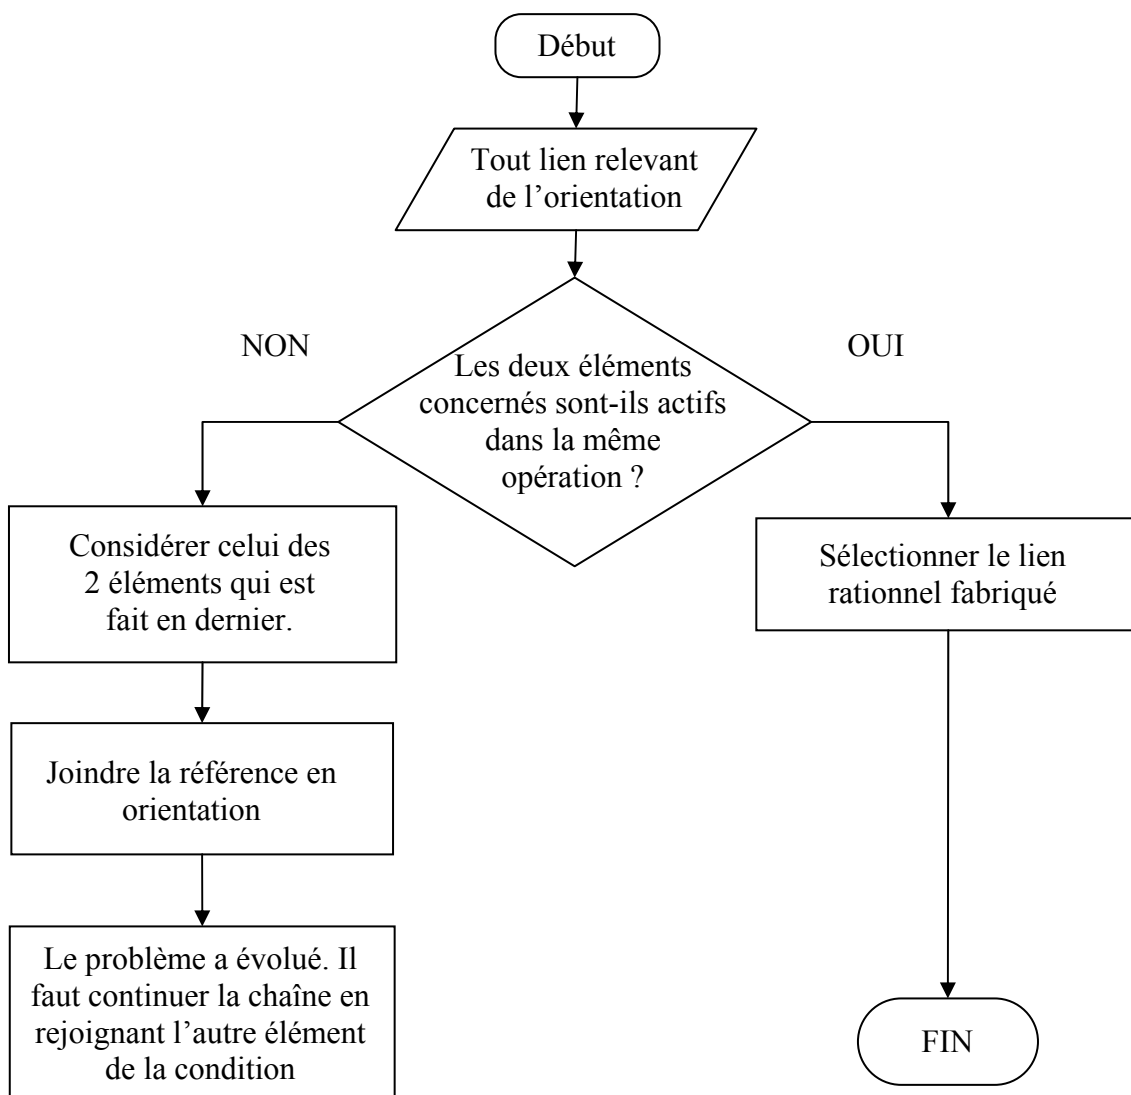 Début
Tout lien relevant
de l’orientation
NON
OUI
Les deux éléments
concernés sont-ils actifs
dans la même
opération ?
Considérer celui des
2 éléments qui est
fait en dernier.
Sélectionner le lien
rationnel fabriqué
Joindre la référence en
orientation
Le problème a évolué. Il
faut continuer la chaîne en
rejoignant l’autre élément
de la condition
FIN